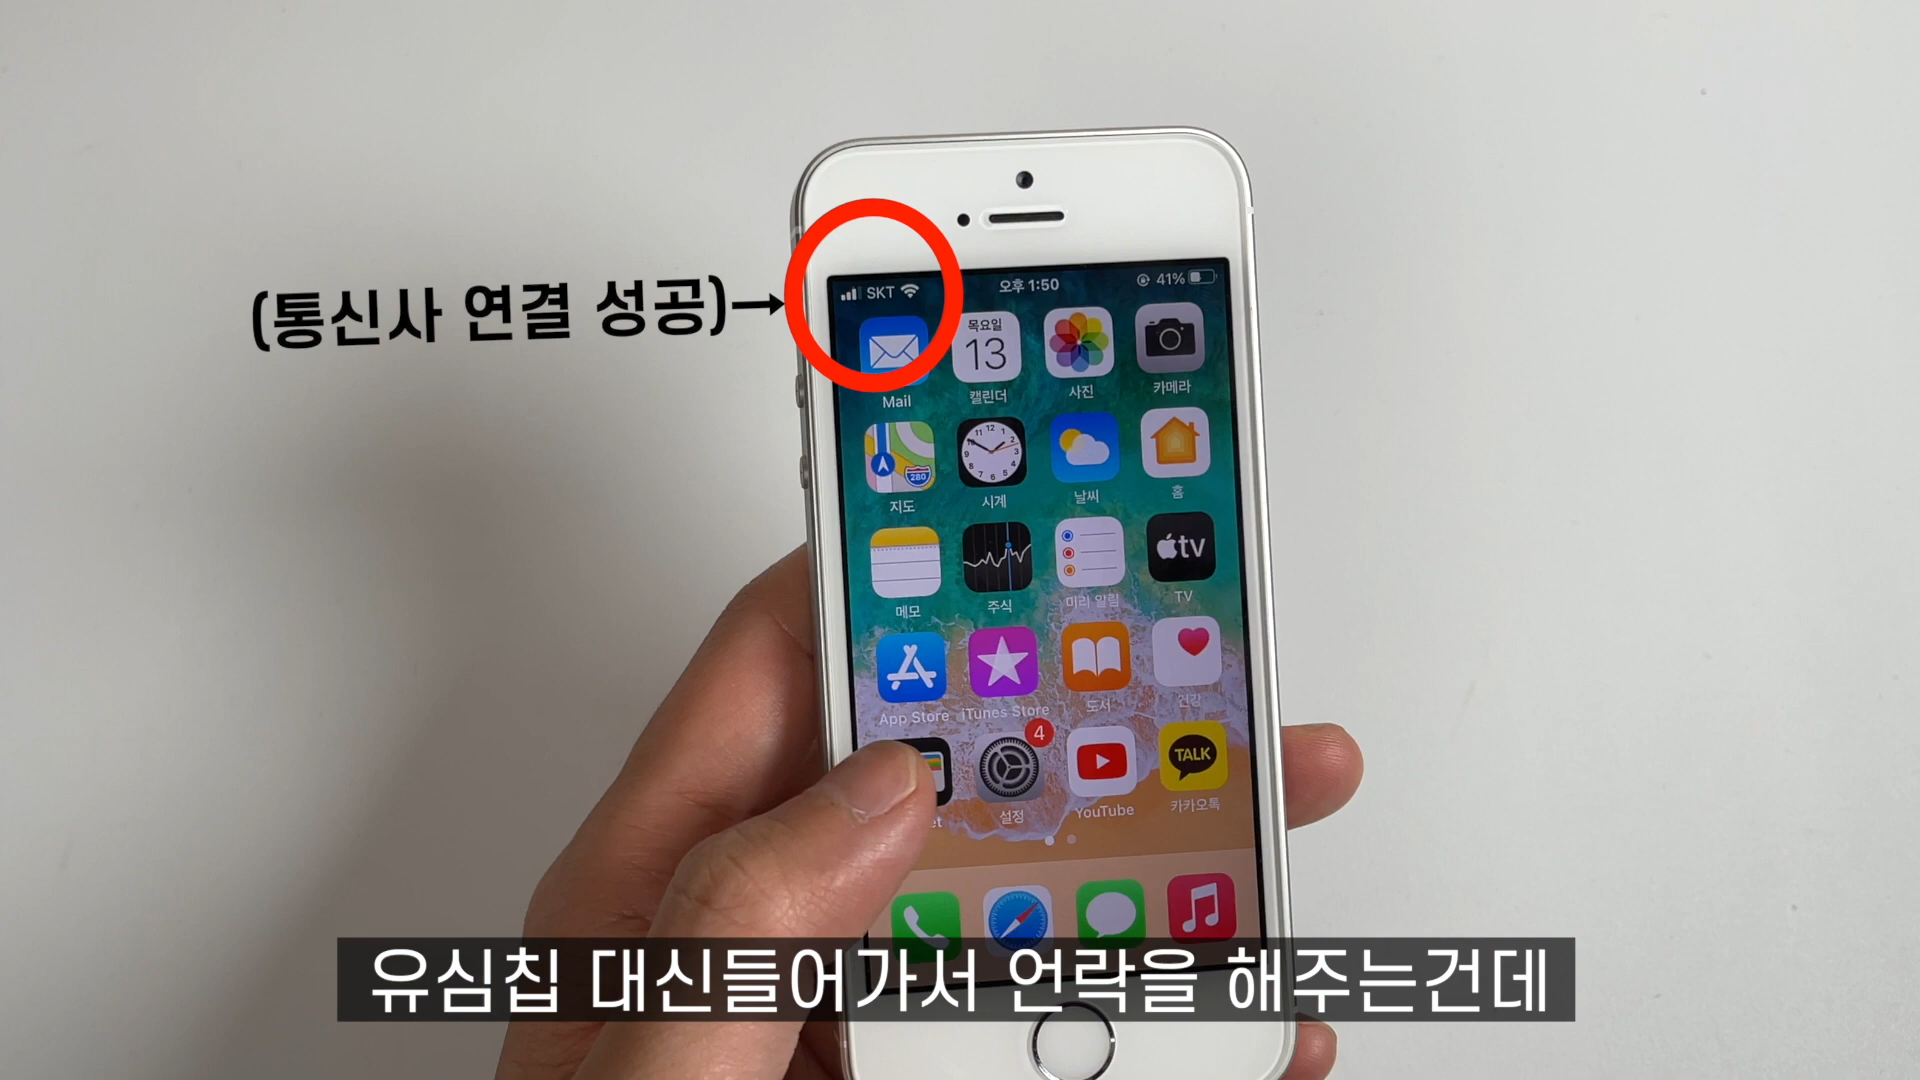 (통신사 연결 성공)→
SKT 오후 1:50 41%
목요일
13
Mail 캘린더 사진 카메라
280
12
지도 시계 날씨 홈
tv
메모 주식 미리 알림 TV
App Store iTunes Store 도서 건강
4
TALK
설정 YouTube 카카오톡
유심칩 대신들어가서 언락을 해주는건데